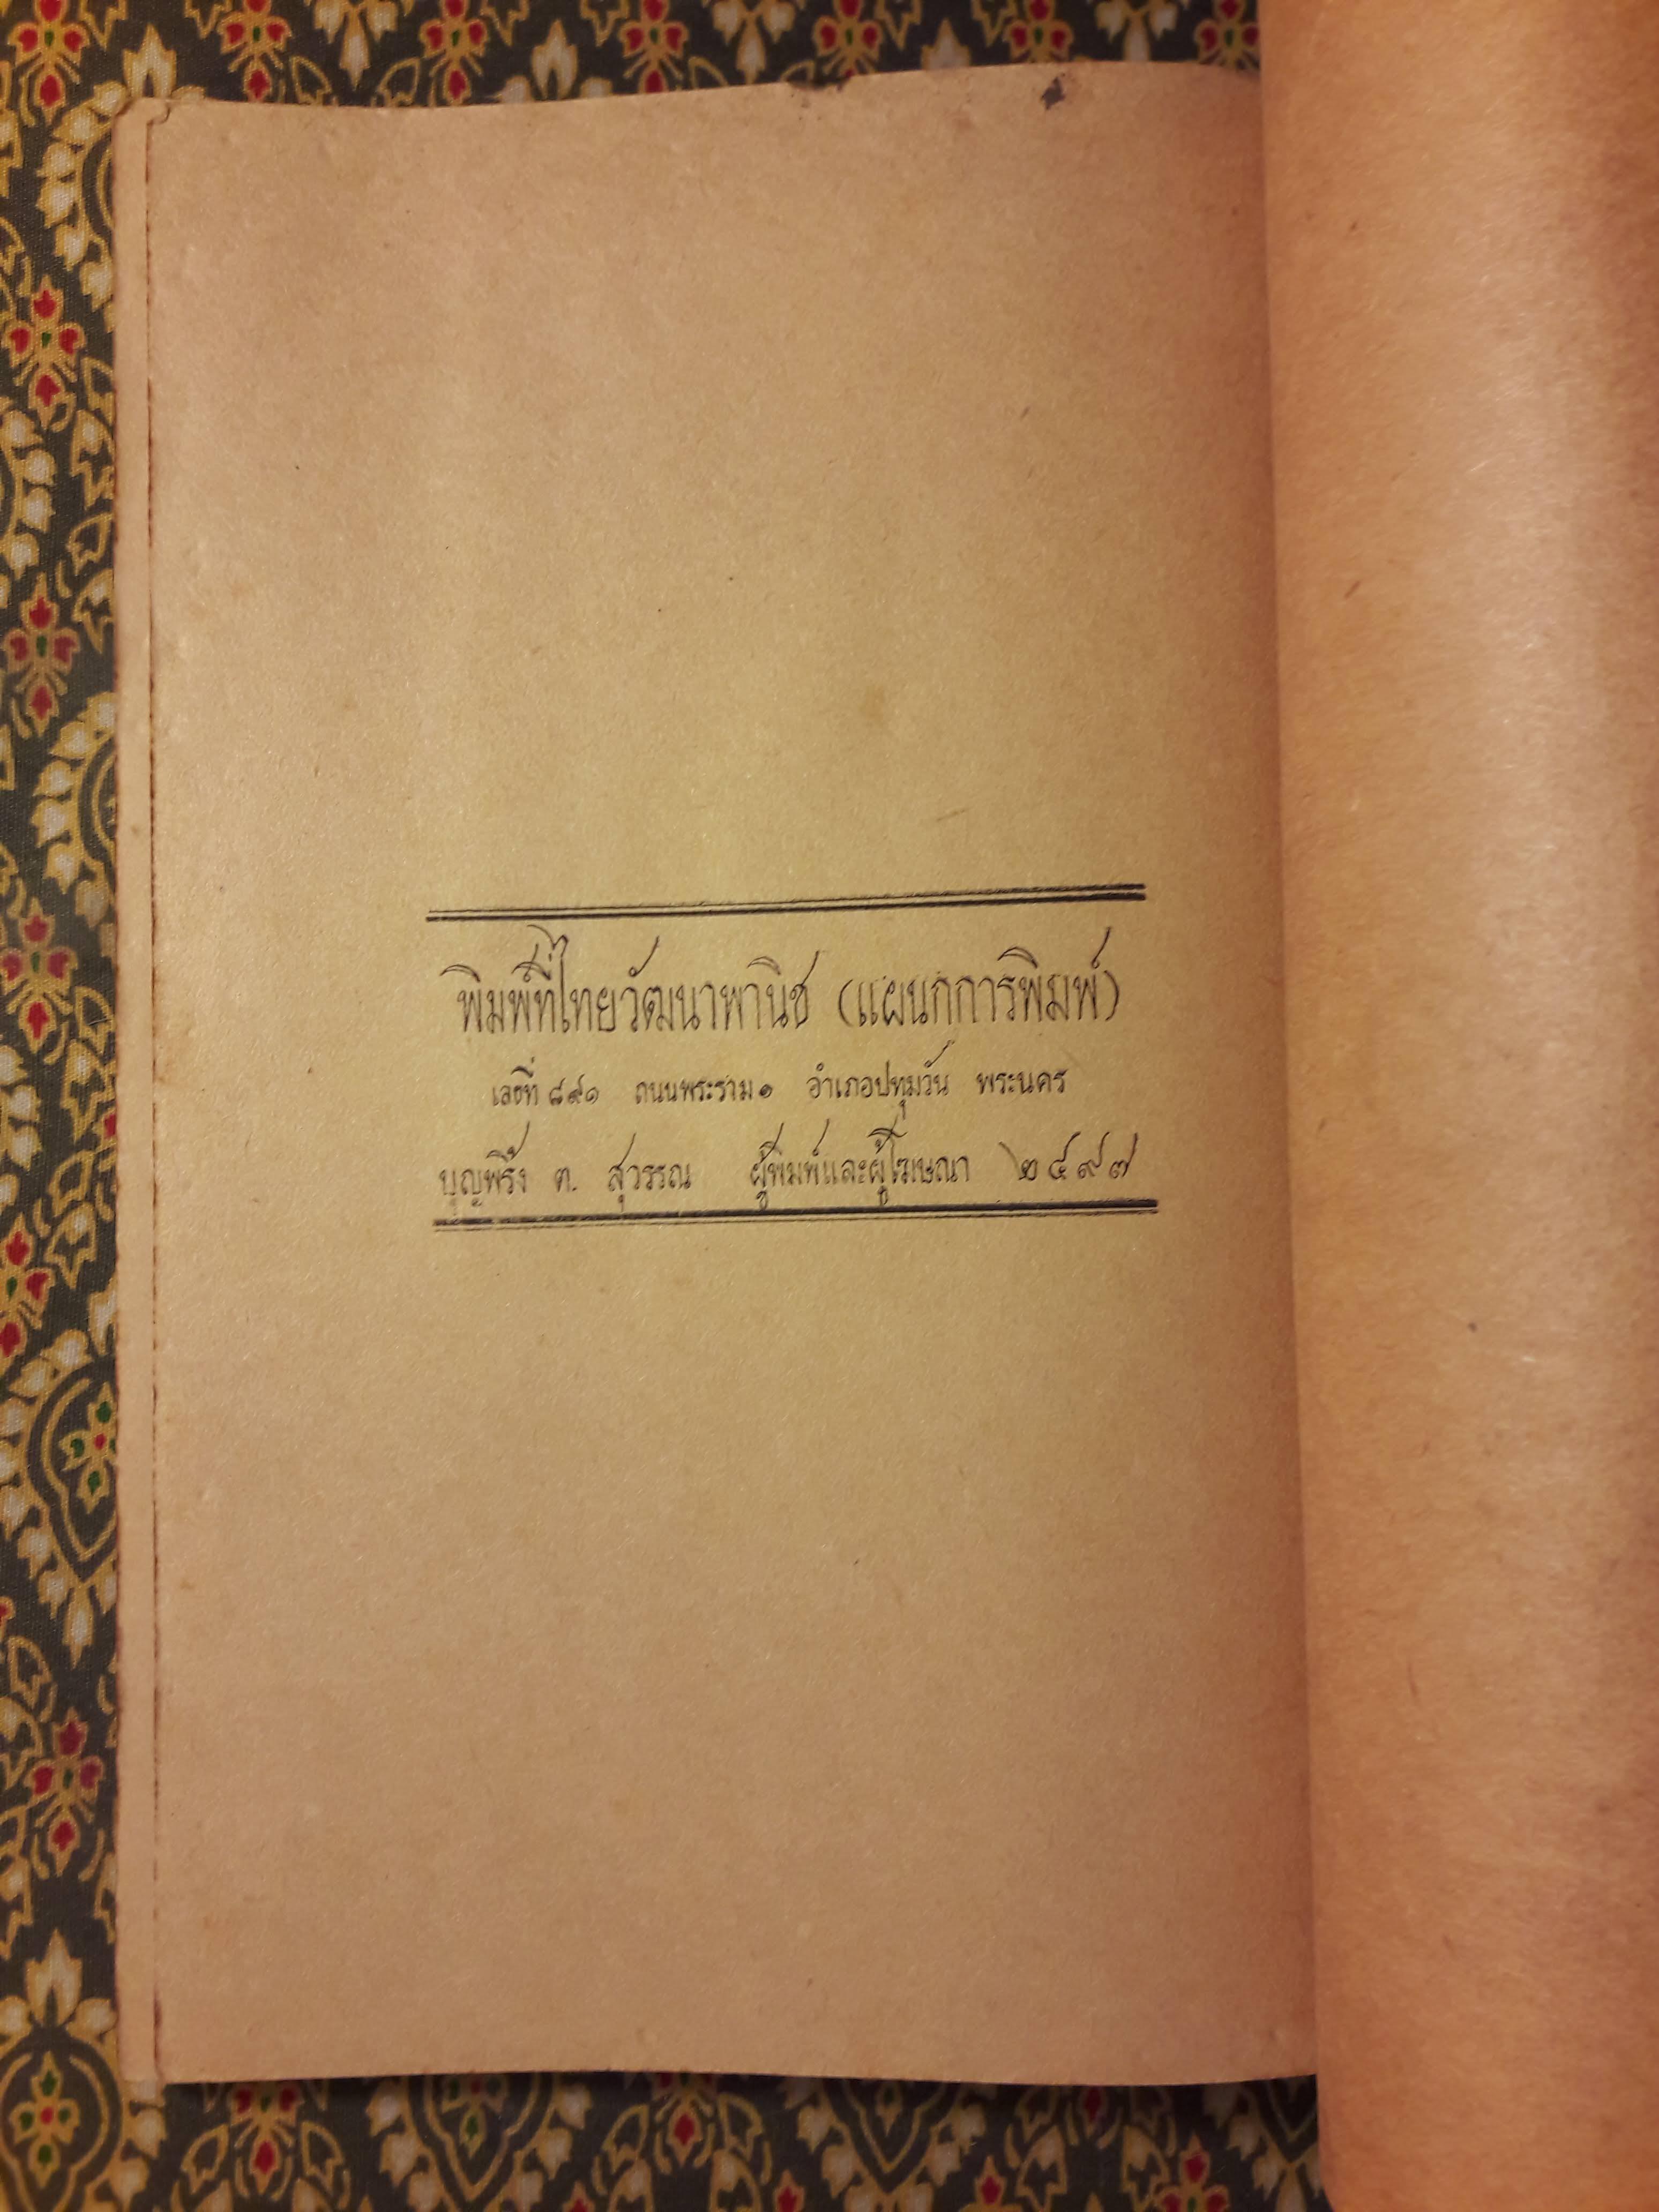 พิมพ์ที่ไทยวัฒนาพานิช (แผนกการพิมพ์)
เลขที่ ๘๙๑ ถนนพระราม ๑ อำเภอปทุมวัน พระนคร
บุญพริ้ง ต. สุวรรณ ผู้พิมพ์และผู้โฆษณา ๒๔๙๗